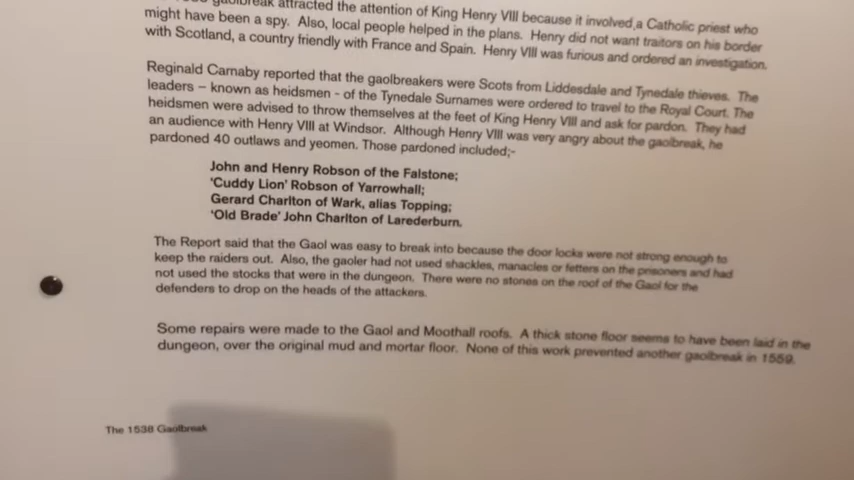 gaolbreak attracted the attention of King Henry VIII because it involved,a Catholic priest who
might have been a spy. Also, local people helped in the plans. Henry did not want traitors on his border
with Scotland, a country friendly with France and Spain. Henry VIII was furious and ordered an investigation.
Reginald Carnaby reported that the gaolbreakers were Scots from Liddesdale and Tynedale thieves. The
leaders – known as heidsmen - of the Tynedale Surnames were ordered to travel to the Royal Court. The
heidsmen were advised to throw themselves at the feet of King Henry VIII and ask for pardon. They had
an audience with Henry VIII at Windsor. Although Henry VIII was very angry about the gaolbreak, he
pardoned 40 outlaws and yeomen. Those pardoned included;-
John and Henry Robson of the Falstone;
'Cuddy Lion' Robson of Yarrowhall;
Gerard Charlton of Wark, alias Topping;
'Old Brade' John Charlton of Larederburn.
The Report said that the Gaol was easy to break into because the door locks were not strong enough to
keep the raiders out. Also, the gaoler had not used shackles, manacles or fetters on the prisoners and had
not used the stocks that were in the dungeon. There were no stones on the roof of the Gaol for the
defenders to drop on the heads of the attackers.
Some repairs were made to the Gaol and Moothall roofs. A thick stone floor seems to have been laid in the
dungeon, over the original mud and mortar floor. None of this work prevented another gaolbreak in 1559.
The 1538 Gaolbreak